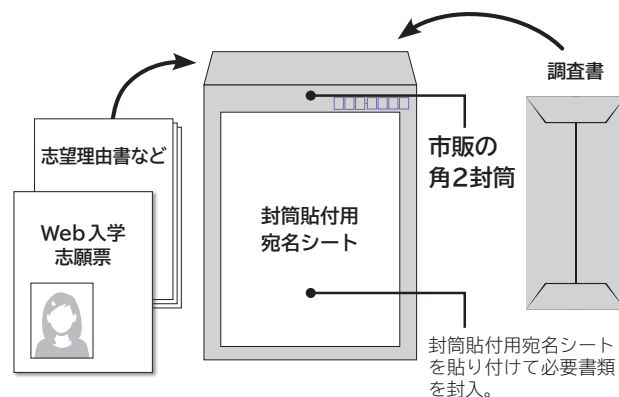 調査書
志望理由書など
Web入学
志願票
封筒貼付用
宛名シート
市販の
角2封筒
封筒貼付用宛名シート
を貼り付けて必要書類
を封入。